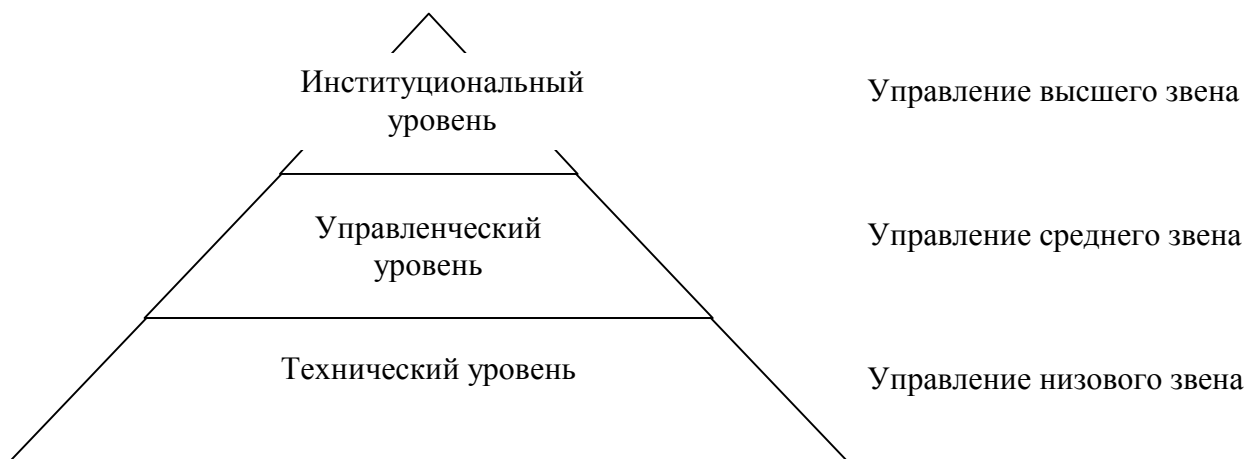 Институциональный
уровень
Управление высшего звена
Управленческий
уровень
Управление среднего звена
Технический уровень
Управление низового звена